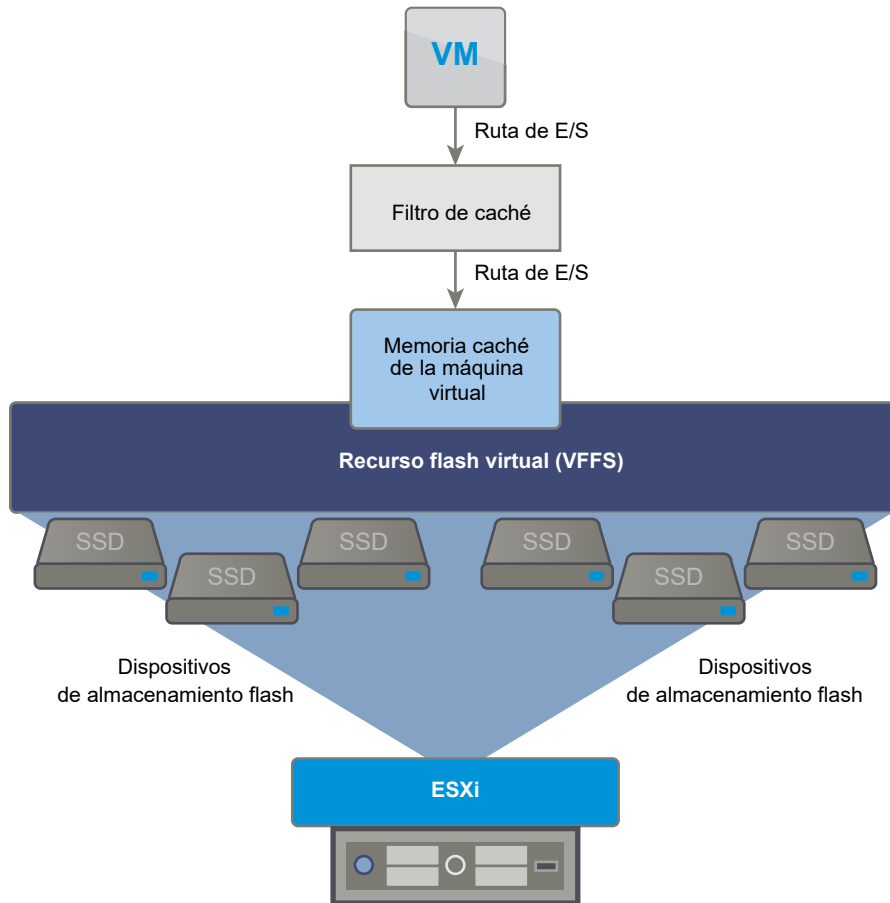 VM
Ruta de E/S
Filtro de caché
Ruta de E/S
Memoria caché
de la máquina
virtual
Recurso flash virtual (VFFS)
SSD
SSD
SSD
SSD
SSD
SSD
Dispositivos
de almacenamiento flash
Dispositivos
de almacenamiento flash
ESXi